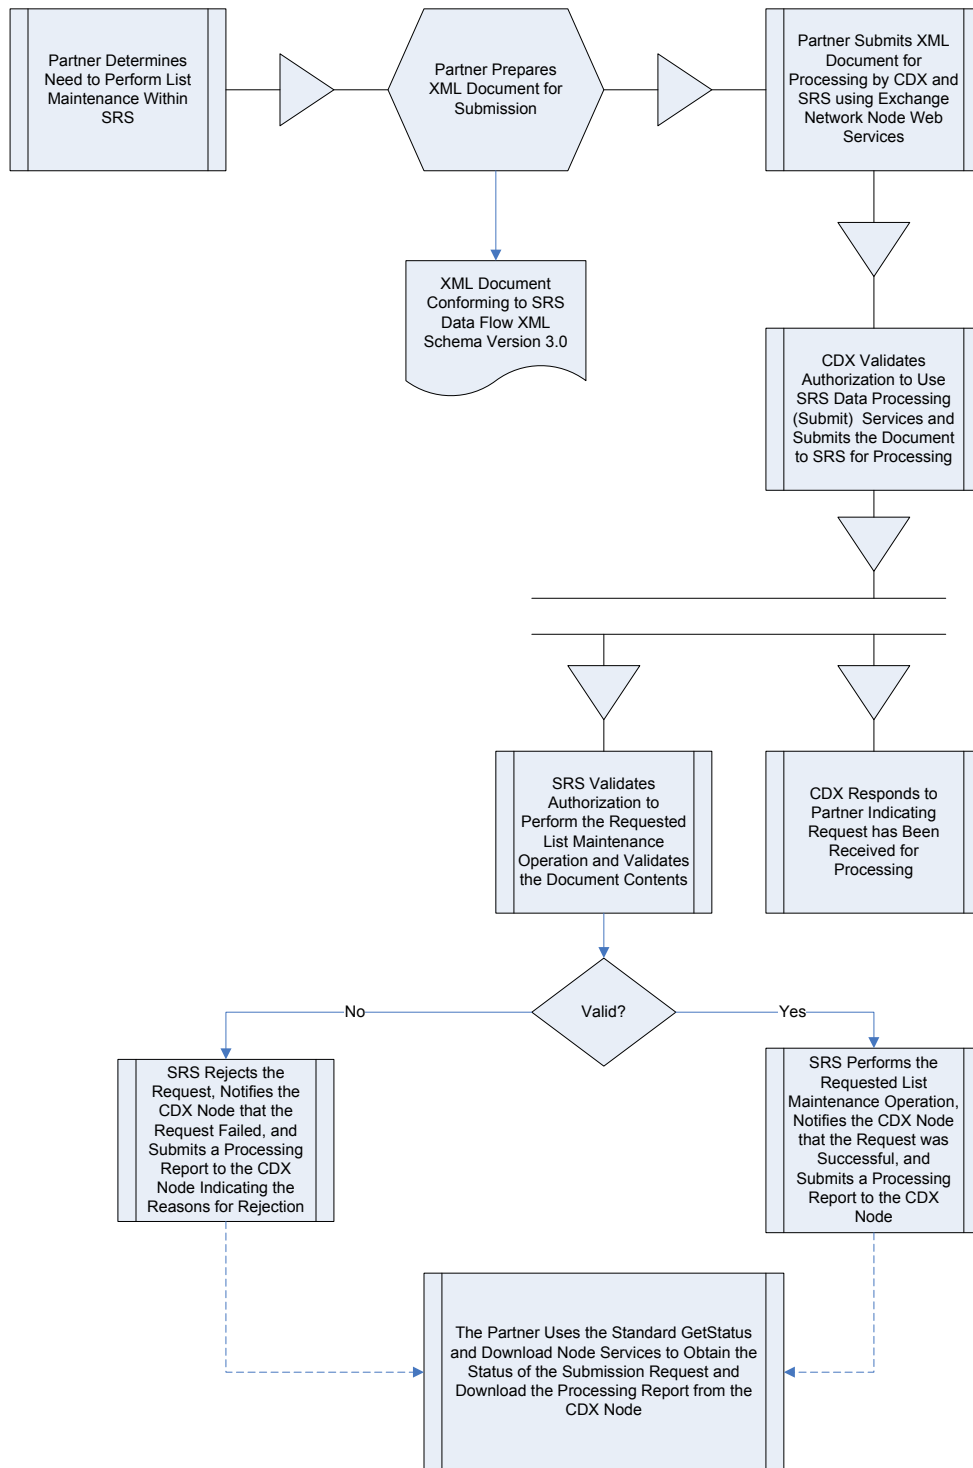 Partner Determines
Need to Perform List
Maintenance Within
SRS
Partner Prepares
XML Document for
Submission
Partner Submits XML
Document for
Processing by CDX and
SRS using Exchange
Network Node Web
Services
XML Document
Conforming to SRS
Data Flow XML
Schema Version 3.0
CDX Validates
Authorization to Use
SRS Data Processing
(Submit) Services and
Submits the Document
to SRS for Processing
SRS Validates
Authorization to
Perform the Requested
List Maintenance
Operation and Validates
the Document Contents
CDX Responds to
Partner Indicating
Request has Been
Received for
Processing
Valid?
No
Yes
SRS Rejects the
Request, Notifies the
CDX Node that the
Request Failed, and
Submits a Processing
Report to the CDX
Node Indicating the
Reasons for Rejection
SRS Performs the
Requested List
Maintenance Operation,
Notifies the CDX Node
that the Request was
Successful, and
Submits a Processing
Report to the CDX
Node
The Partner Uses the Standard GetStatus
and Download Node Services to Obtain the
Status of the Submission Request and
Download the Processing Report from the
CDX Node